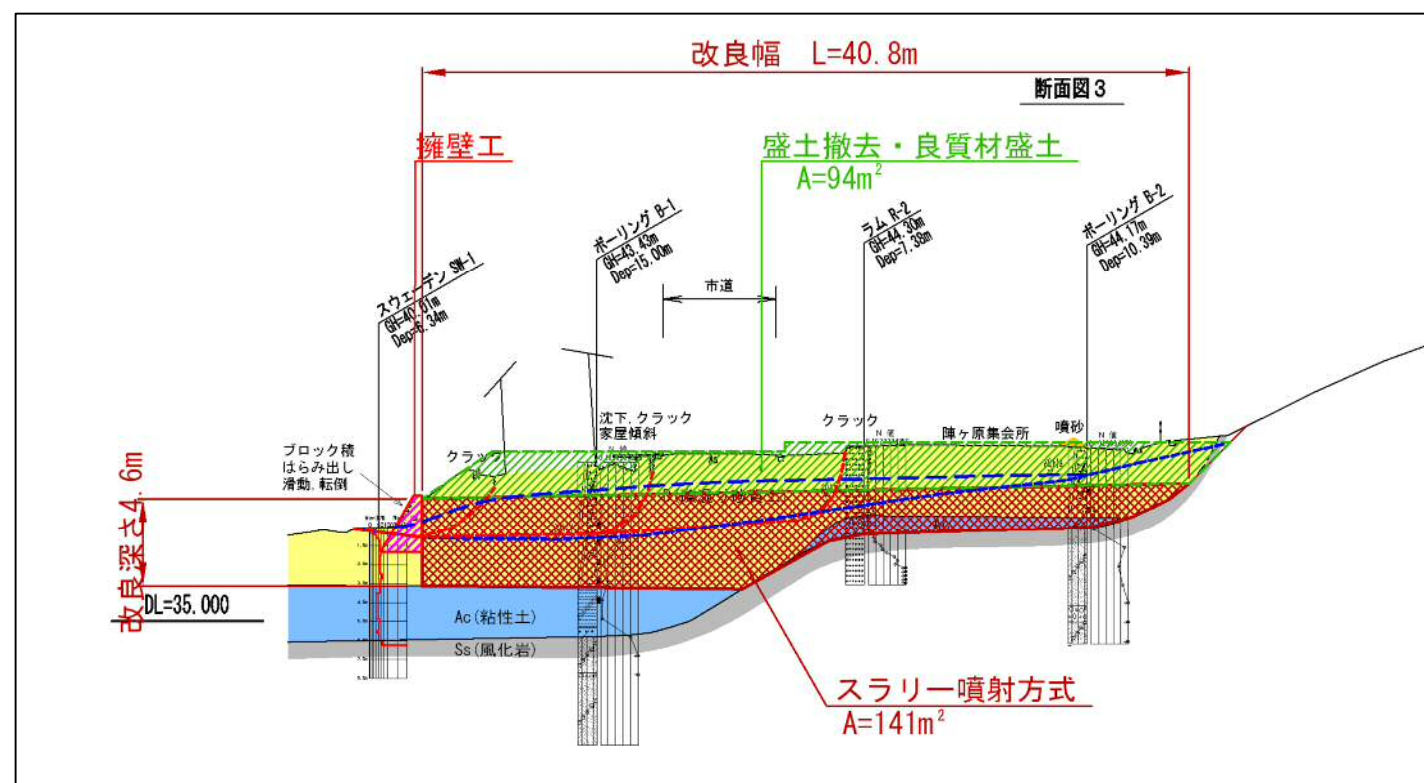 改良幅 L=40.8m
断面図３
擁壁工
盛土撤去・良質材盛土
A=94m²
スウェーデン SW-1
GH=40.01m
Dep=6.34m
ボーリング B-1
GH=43.43m
Dep=15.00m
市道
ラム R-2
GH=44.30m
Dep=7.38m
ボーリング B-2
GH=44.17m
Dep=10.39m
ブロック積
はらみ出し
滑動,転倒
クラック
沈下,クラック
家屋傾斜
クラック
陣ヶ原集会所
噴砂
改良深さ4.6m
DL=35.000
Ac(粘性土)
Ss(風化岩)
スラリー噴射方式
A=141m²